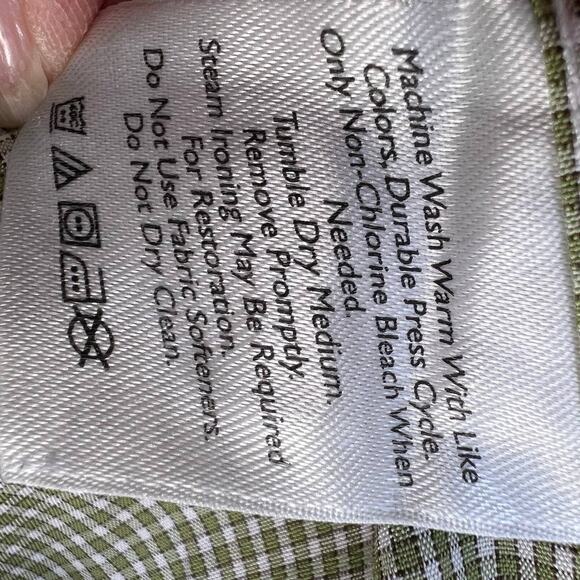 Machine Wash Warm With Like
Colors, Durable Press Cycle.
Only Non-Chlorine Bleach When
Needed.
Tumble Dry Medium.
Remove Promptly.
Steam Ironing May Be Required
For Restoration.
Do Not Use Fabric Softeners.
Do Not Dry Clean.